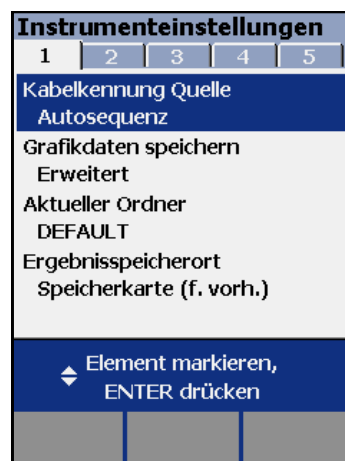 Instrumenteinstellungen
1 2 3 4 5
Kabelkennung Quelle
Autosequenz
Grafikdaten speichern
Erweitert
Aktueller Ordner
DEFAULT
Ergebnisspeicherort
Speicherkarte (f. vorh.)
Element markieren,
ENTER drücken